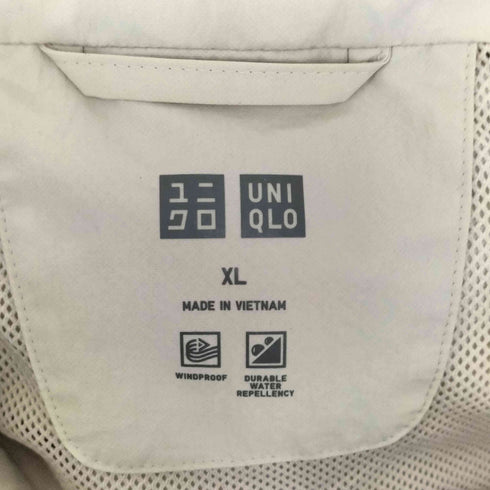 ユニ
クロ
UNI
QLO
XL
MADE IN VIETNAM
WINDPROOF
DURABLE
WATER
REPELLENCY